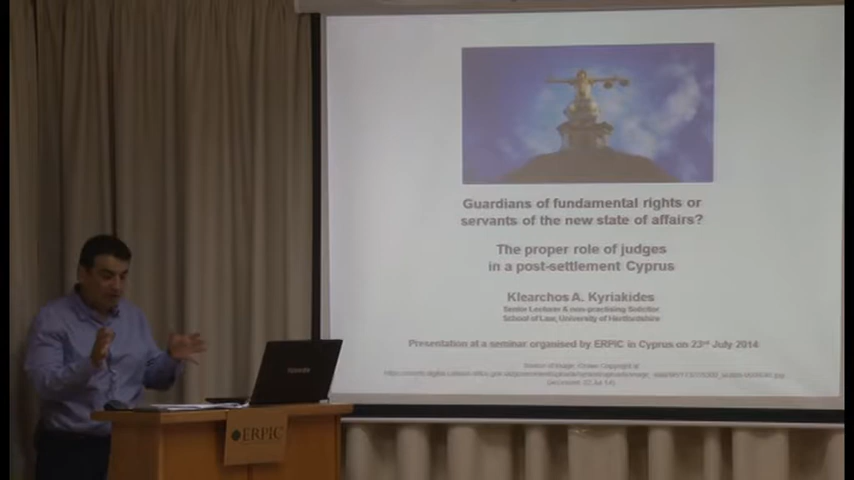 Guardians of fundamental rights or
servants of the new state of affairs?
The proper role of judges
in a post-settlement Cyprus
Klearchos A. Kyriakides
Senior Lecturer & non-practising Solicitor
School of Law, University of Hertfordshire
Presentation at a seminar organised by ERPIC in Cyprus on 23rd July 2014
ERPIC